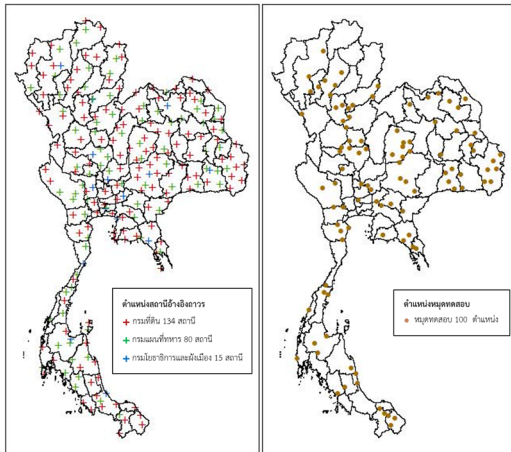 ตำแหน่งสถานีอ้างอิงถาวร
กรมที่ดิน 134 สถานี
กรมแผนที่ทหาร 80 สถานี
กรมโยธาธิการและผังเมือง 15 สถานี
ตำแหน่งหมุดทดสอบ
หมุดทดสอบ 100 ตำแหน่ง